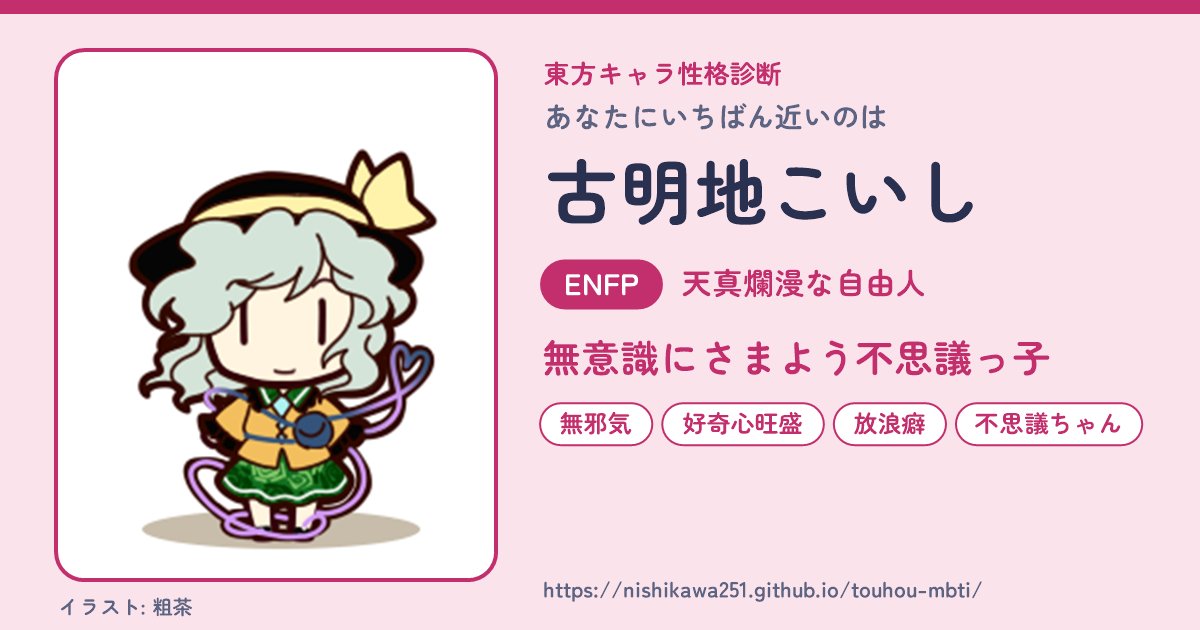 東方キャラ性格診断
あなたにいちばん近いのは
古明地こいし
ENFP 天真爛漫な自由人
無意識にさまよう不思議っ子
無邪気 好奇心旺盛 放浪癖 不思議ちゃん
https://nishikawa251.github.io/touhou-mbti/
イラスト: 粗茶